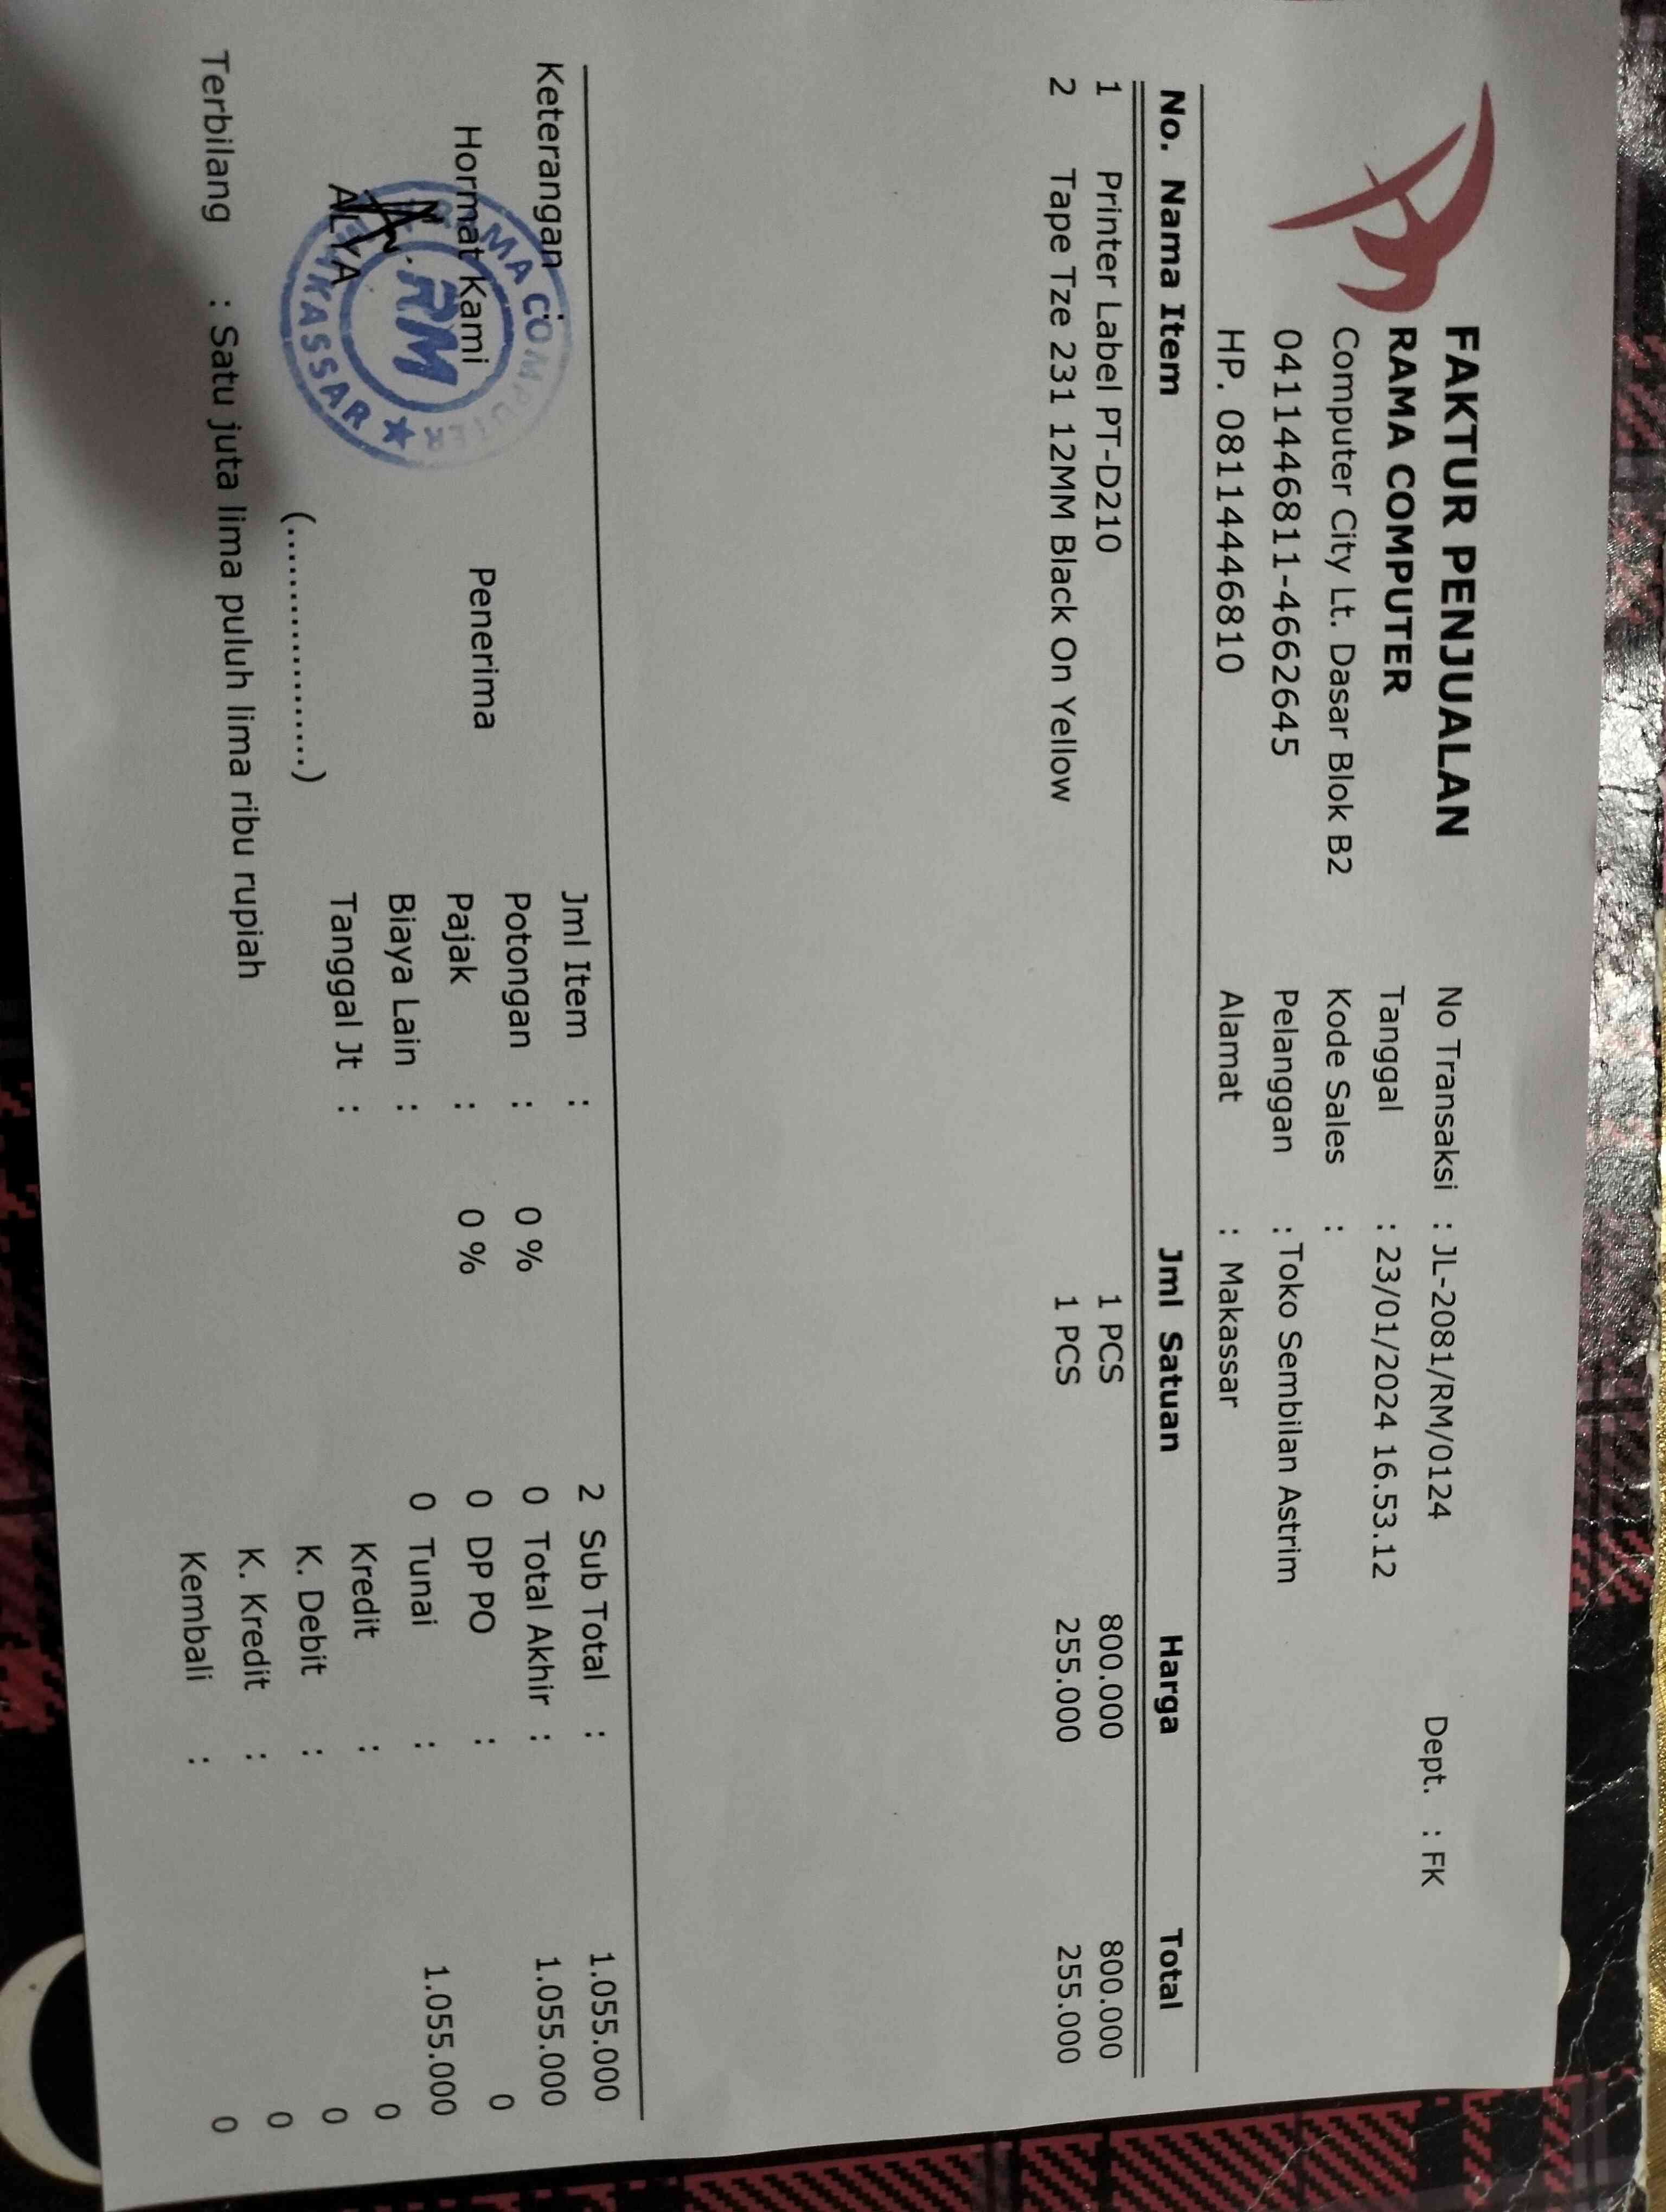 FAKTUR PENJUALAN
RAMA COMPUTER
Computer City Lt. Dasar Blok B2
04114446811-4662645
HP. 08114446810
No Transaksi : JL-2081/RM/0124 Dept. : FK
Tanggal : 23/01/2024 16.53.12
Kode Sales :
Pelanggan : Toko Sembilan Astrim
Alamat : Makassar
No. Nama Item Jml Satuan Harga Total
1 Printer Label PT-D210 1 PCS 800.000 800.000
2 Tape Tze 231 12MM Black On Yellow 1 PCS 255.000 255.000
Keterangan Jml Item : 2 Sub Total : 1.055.000
Hormat Kami Penerima Potongan : 0 % 0 Total Akhir : 1.055.000
Pajak : 0 % 0 DP PO : 0
Biaya Lain : 0 Tunai : 1.055.000
ALYA (................) Tanggal Jt : Kredit : 0
K. Debit : 0
K. Kredit : 0
Kembali : 0
Terbilang : Satu juta lima puluh lima ribu rupiah
RAMA COMPUTER
RM
MAKASSAR